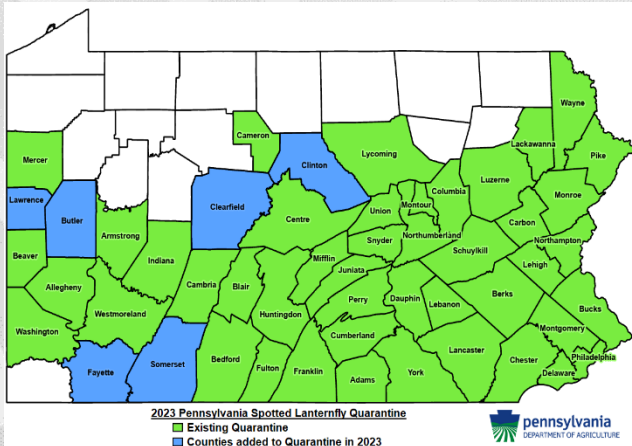 Wayne
Cameron
Lackawanna
Mercer
Clinton
Lycoming
Pike
Luzerne
Lawrence
Butler
Clearfield
Columbia
Monroe
Centre
Union
Montour
Carbon
Armstrong
Northumberland
Northampton
Snyder
Schuylkill
Beaver
Indiana
Mifflin
Lehigh
Juniata
Allegheny
Cambria
Blair
Perry
Dauphin
Lebanon
Berks
Bucks
Westmoreland
Huntingdon
Montgomery
Washington
Cumberland
Lancaster
Philadelphia
Bedford
Fulton
Franklin
Adams
York
Chester
Delaware
Fayette
Somerset
2023 Pennsylvania Spotted Lanternfly Quarantine
Existing Quarantine
Counties added to Quarantine in 2023
pennsylvania
DEPARTMENT OF AGRICULTURE